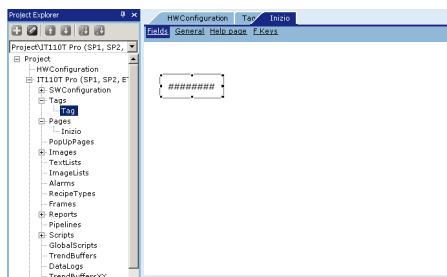 Project Explorer
Project\IT110T Pro (SP1, SP2,
Project
HWConfiguration
IT110T Pro (SP1, SP2, E
SWConfiguration
Tags
Tag
Pages
Inizio
PopUpPages
Images
TextLists
ImageLists
Alarms
RecipeTypes
Frames
Reports
Pipelines
Scripts
GlobalScripts
TrendBuffers
DataLogs
TrendBuffersXY
HWConfiguration Tag Inizio
Fields General Help page F Keys
########